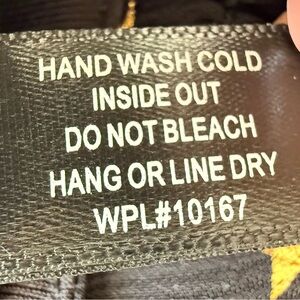 HAND WASH COLD
INSIDE OUT
DO NOT BLEACH
HANG OR LINE DRY
WPL#10167